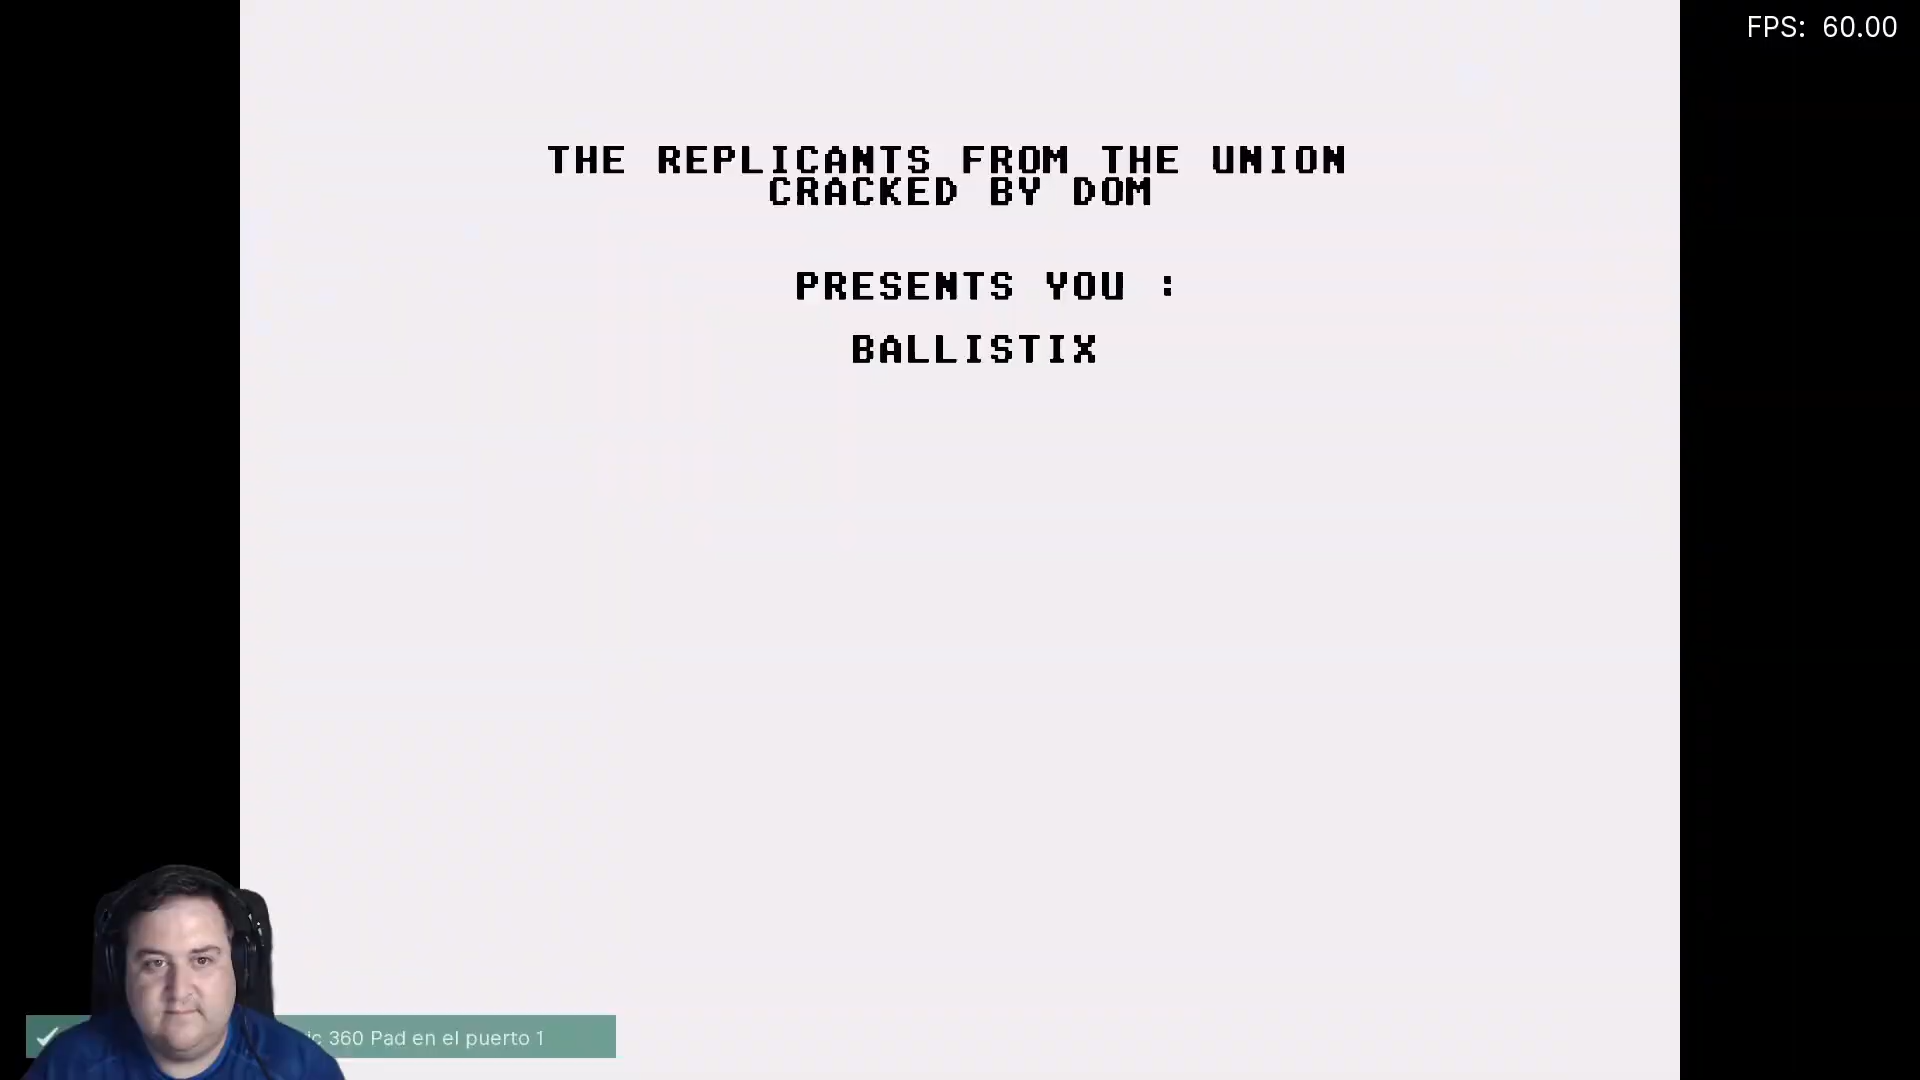 FPS: 60.00
THE REPLICANTS FROM THE UNION
CRACKED BY DOM
PRESENTS YOU :
BALLISTIX
360 Pad en el puerto 1